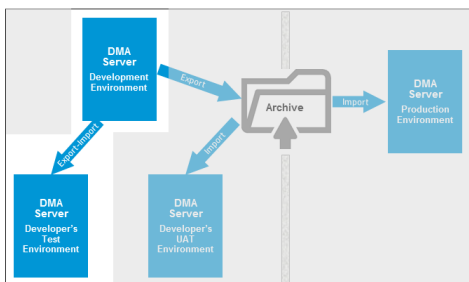 DMA
Server
Development
Environment
Export
Archive
Import
DMA
Server
Production
Environment
Export-Import
Import
DMA
Server
Developer's
Test
Environment
DMA
Server
Developer's
UAT
Environment